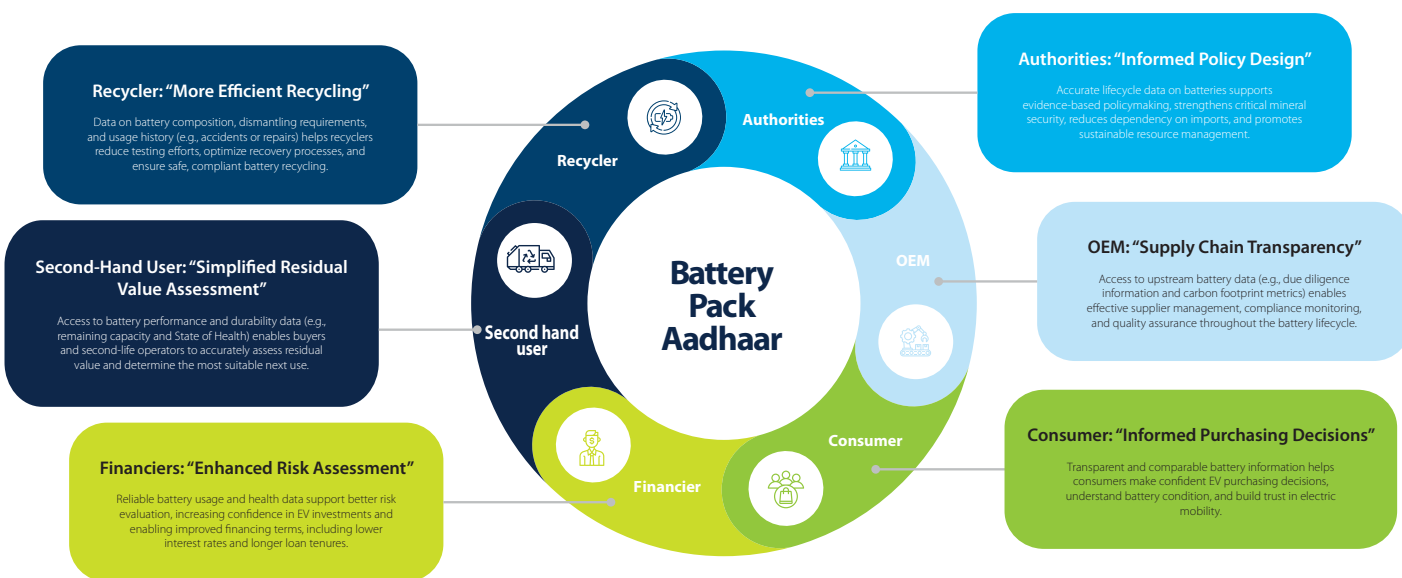 Recycler: “More Efficient Recycling”
Data on battery composition, dismantling requirements,
and usage history (e.g., accidents or repairs) helps recyclers
reduce testing efforts, optimize recovery processes, and
ensure safe, compliant battery recycling.
Second-Hand User: “Simplified Residual
Value Assessment”
Access to battery performance and durability data (e.g.,
remaining capacity and State of Health) enables buyers
and second-life operators to accurately assess residual
value and determine the most suitable next use.
Financiers: “Enhanced Risk Assessment”
Reliable battery usage and health data support better risk
evaluation, increasing confidence in EV investments and
enabling improved financing terms, including lower
interest rates and longer loan tenures.
Recycler
Authorities
OEM
Consumer
Financier
Second hand
user
Battery
Pack
Aadhaar
Authorities: “Informed Policy Design”
Accurate lifecycle data on batteries supports
evidence-based policymaking, strengthens critical mineral
security, reduces dependency on imports, and promotes
sustainable resource management.
OEM: “Supply Chain Transparency”
Access to upstream battery data (e.g., due diligence
information and carbon footprint metrics) enables
effective supplier management, compliance monitoring,
and quality assurance throughout the battery lifecycle.
Consumer: “Informed Purchasing Decisions”
Transparent and comparable battery information helps
consumers make confident EV purchasing decisions,
understand battery condition, and build trust in electric
mobility.